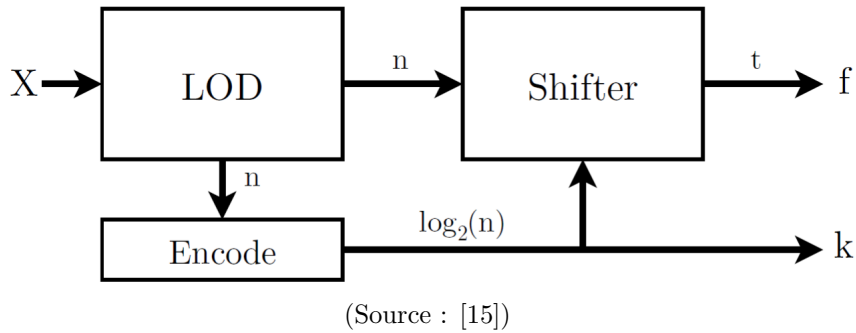 X
LOD
n
Shifter
t
f
n
Encode
log₂(n)
k
(Source : [15])